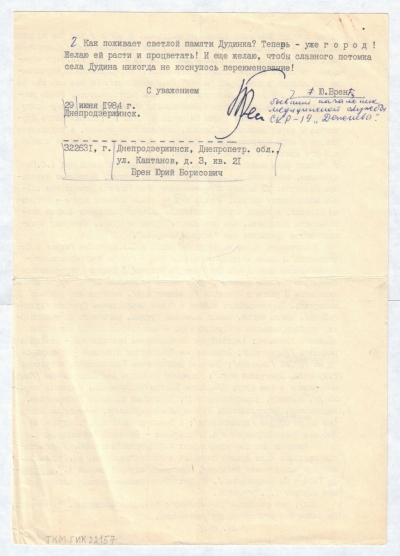 2 Как поживает светлой памяти Дудинка? Теперь - уже г о р о д !
Желаю ей расти и процветать! И еще желаю, чтобы славного потомка
села Дудина никогда не коснулось переименование!
С уважением
/ Ю.Брен/
бывший начальник
медицинской службы
СКР-19 „Дежнев"
29 июня 1984 г.
Днепродзержинск.
322631, г. Днепродзержинск, Днепропетр. обл.,
ул. Каштанов, д. 3, кв. 21
Брен Юрий Борисович
ТКМ ГИК 22157